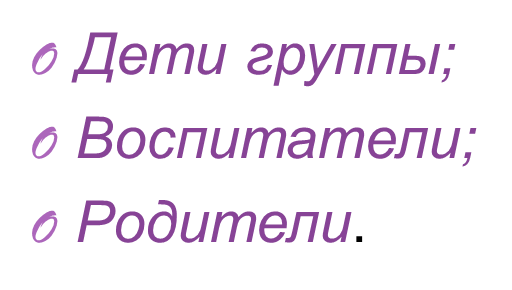 Дети группы;
Воспитатели;
Родители.